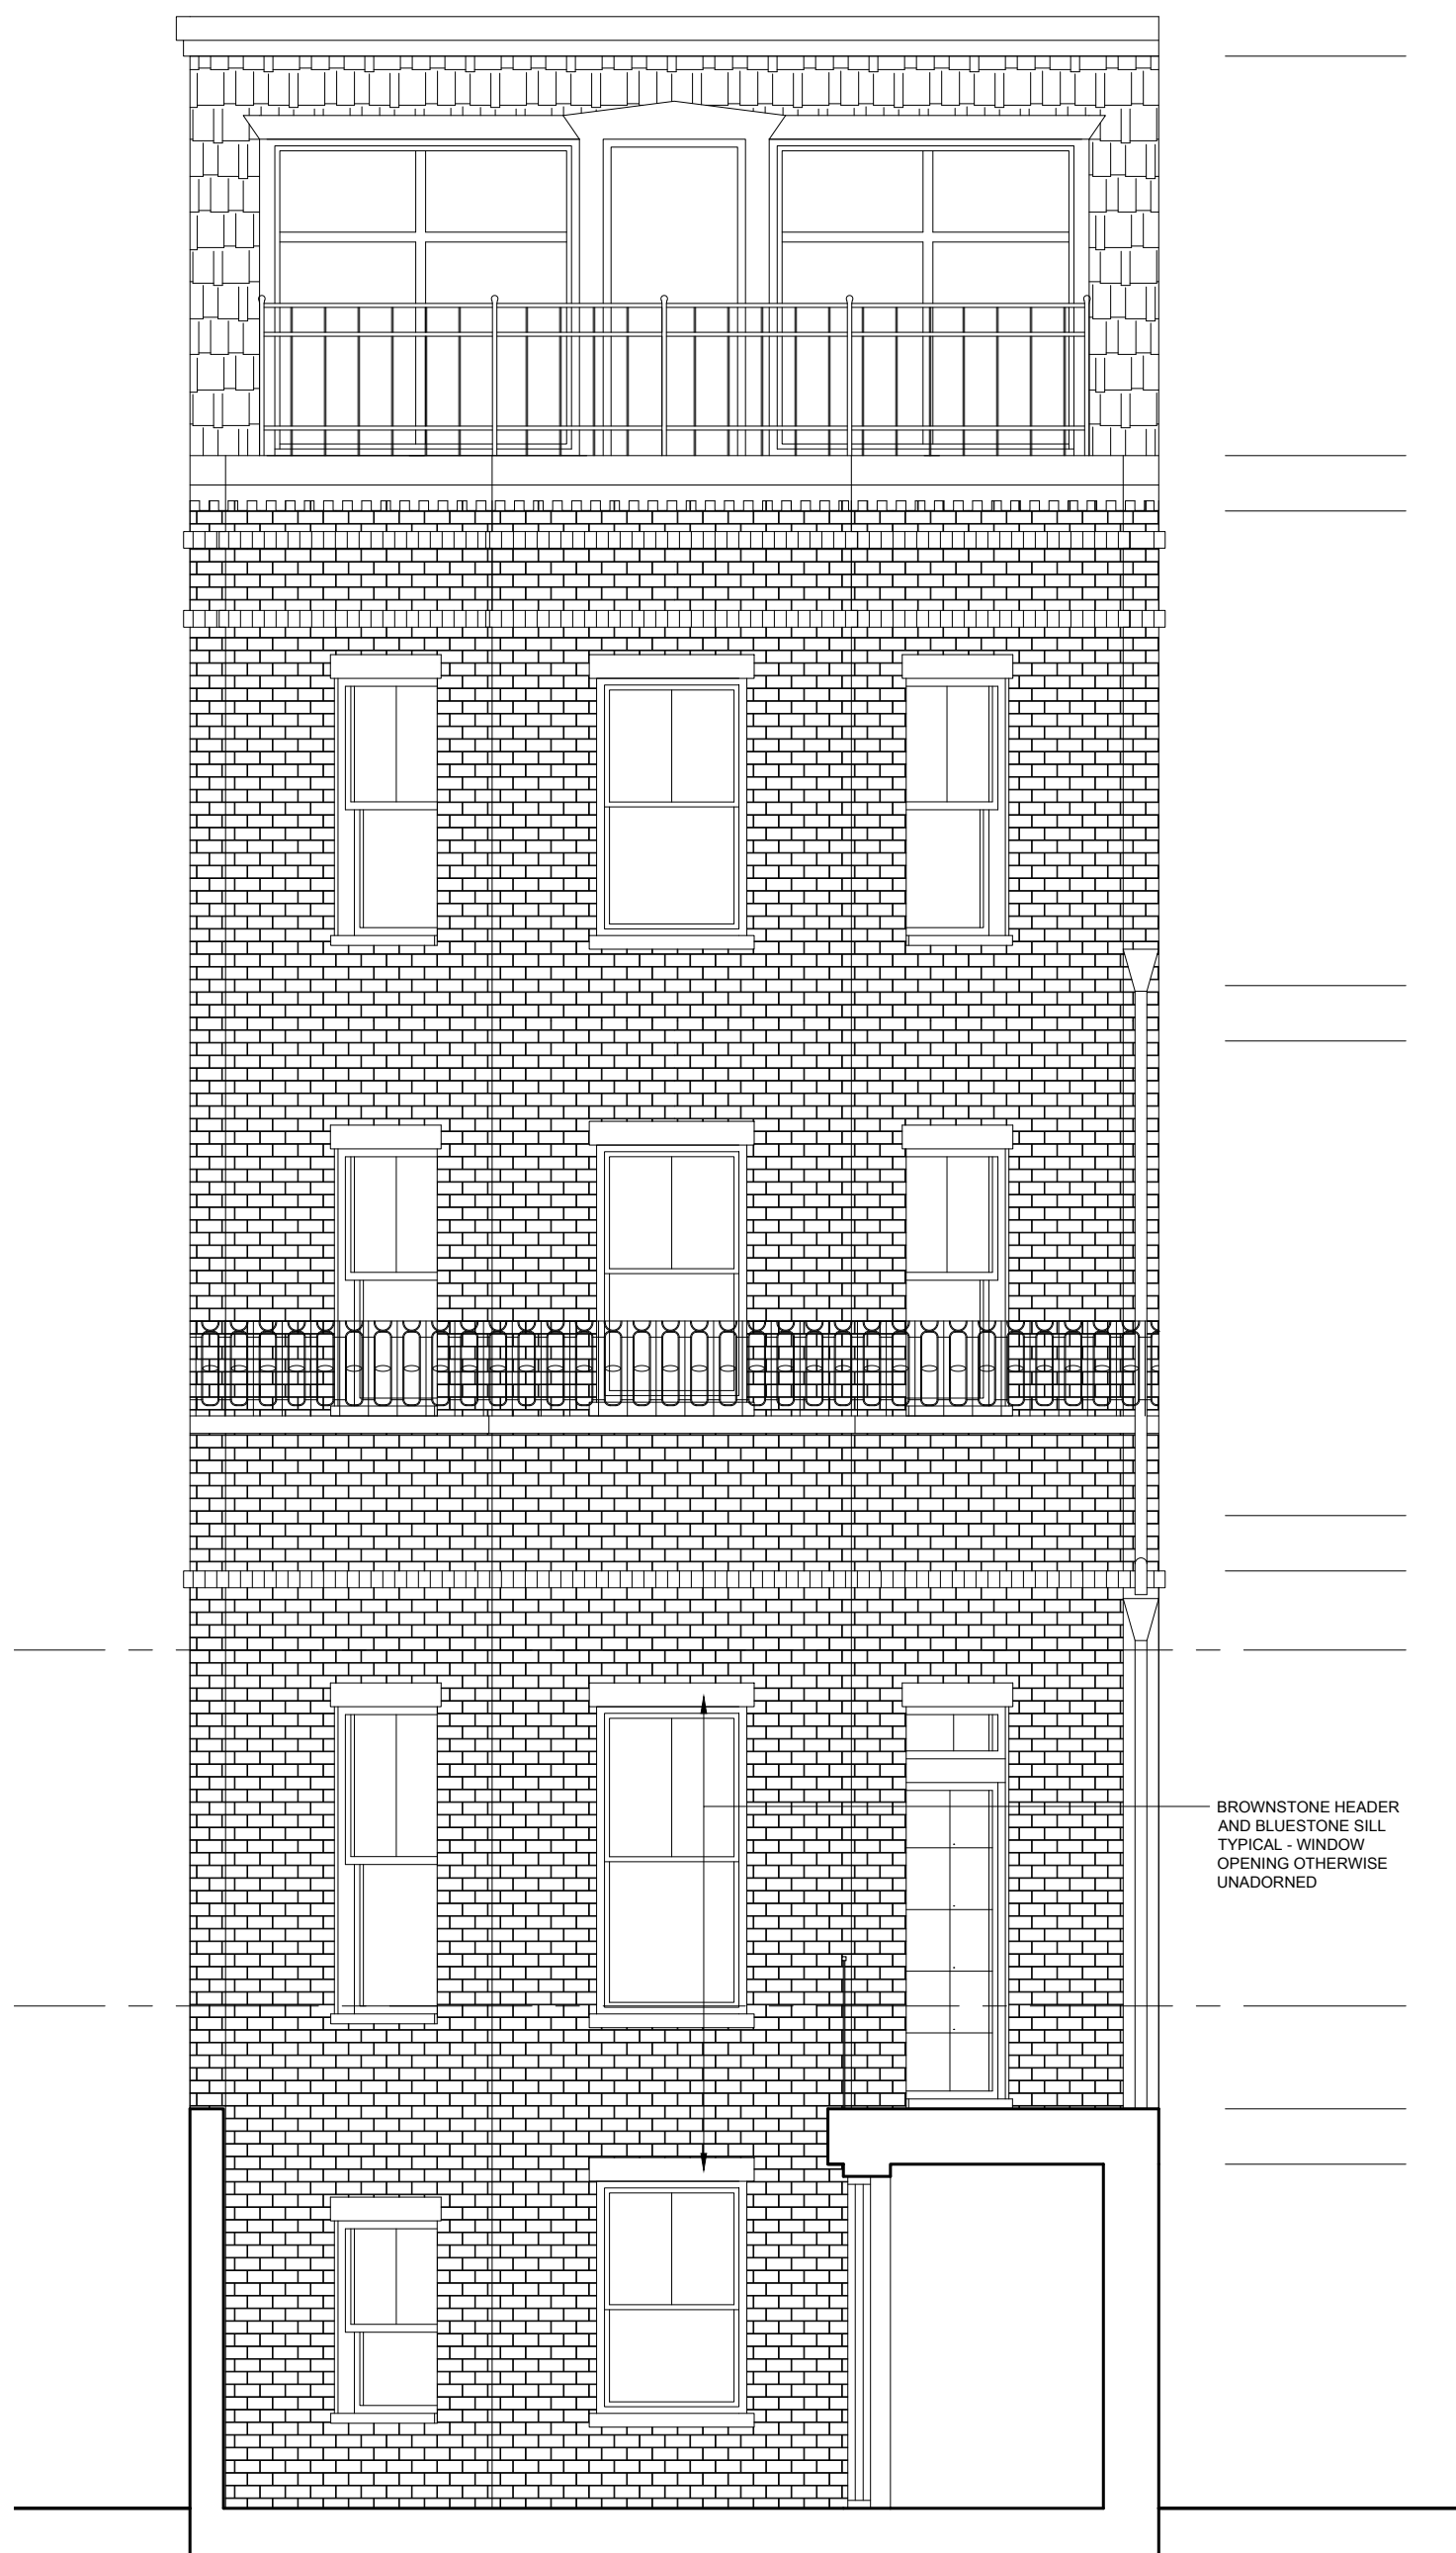 BROWNSTONE HEADER
AND BLUESTONE SILL
TYPICAL - WINDOW
OPENING OTHERWISE
UNADORNED